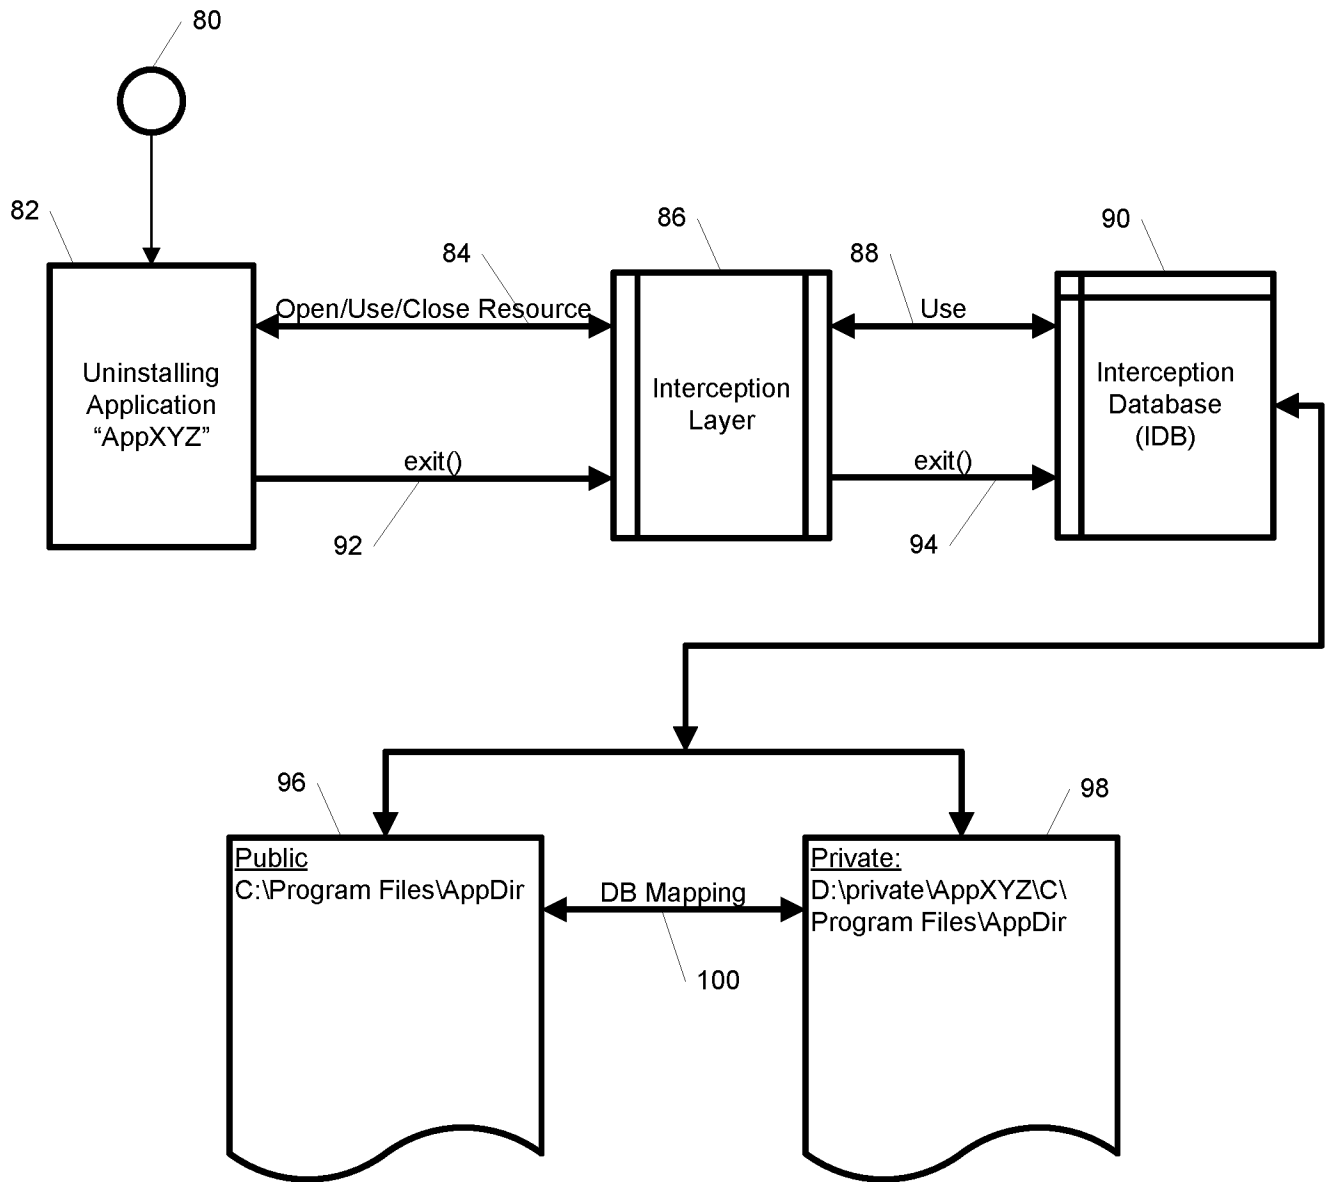 80
82
84
86
88
90
Open/Use/Close Resource
Use
Uninstalling
Application
“AppXYZ”
Interception
Layer
Interception
Database
(IDB)
exit()
exit()
92
94
96
98
Public
C:\Program Files\AppDir
DB Mapping
100
Private:
D:\private\AppXYZ\C\
Program Files\AppDir